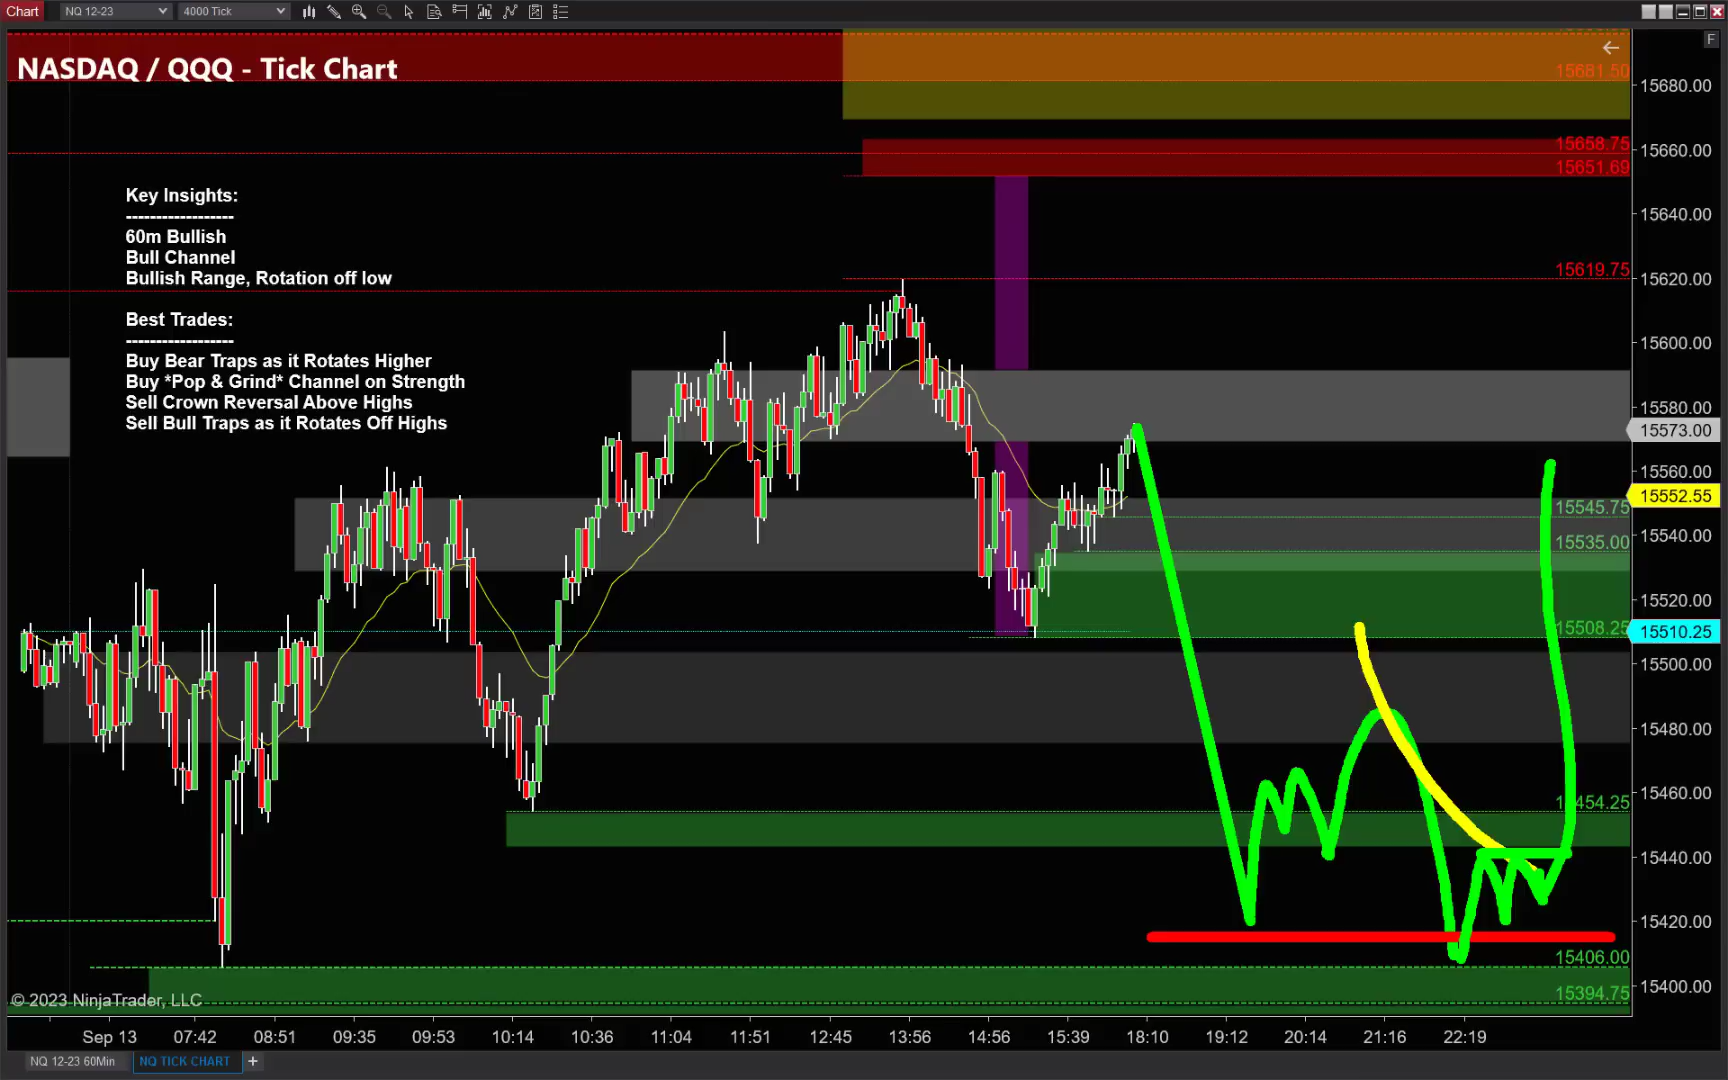 Chart
NQ 12-23
4000 Tick
F
NASDAQ / QQQ - Tick Chart
15681.50
15680.00
15658.75
15660.00
15651.69
Key Insights:
------------------
60m Bullish
Bull Channel
Bullish Range, Rotation off low
Best Trades:
------------------
Buy Bear Traps as it Rotates Higher
Buy *Pop & Grind* Channel on Strength
Sell Crown Reversal Above Highs
Sell Bull Traps as it Rotates Off Highs
15640.00
15619.75
15620.00
15600.00
15580.00
15573.00
15560.00
15552.55
15545.75
15535.00
15540.00
15520.00
15508.25
15510.25
15500.00
15480.00
15460.00
454.25
15440.00
15420.00
15406.00
15400.00
15394.75
© 2023 NinjaTrader, LLC
Sep 13
07:42
08:51
09:35
09:53
10:14
10:36
11:04
11:51
12:45
13:56
14:56
15:39
18:10
19:12
20:14
21:16
22:19
NQ 12-23 60Min
NQ TICK CHART
+